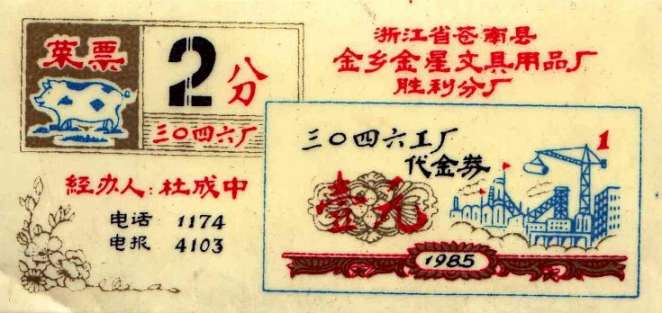 菜票
2分
三〇四六厂
浙江省苍南县
金乡金星文具用品厂
胜利分厂
三〇四六工厂
代金券
1
壹元
1985
经办人:杜成中
电话 1174
电报 4103